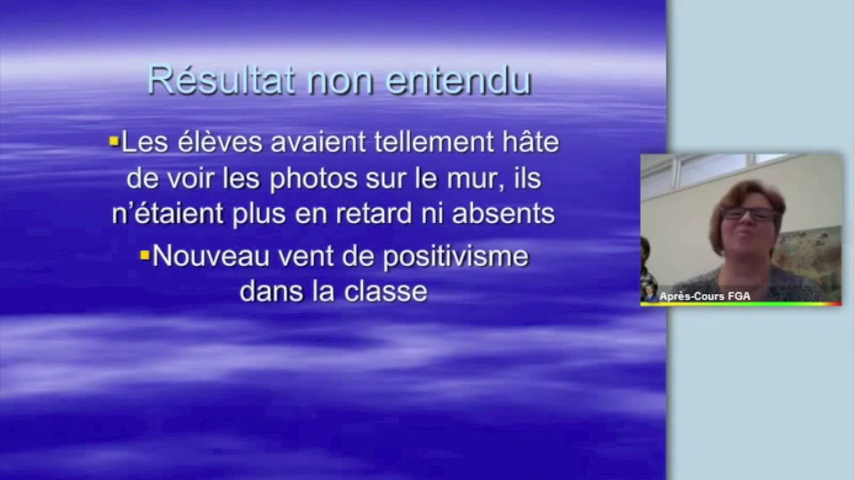 Résultat non entendu
▪Les élèves avaient tellement hâte
de voir les photos sur le mur, ils
n'étaient plus en retard ni absents
▪Nouveau vent de positivisme
dans la classe
Après-Cours FGA